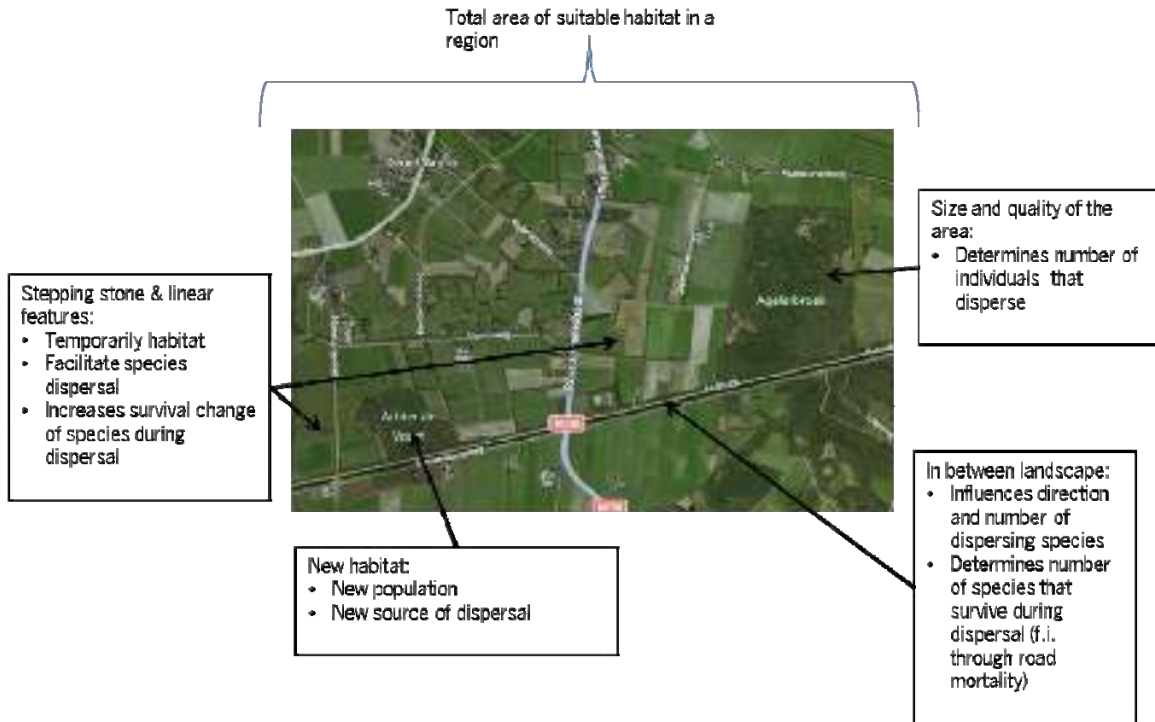 Total area of suitable habitat in a
region
Size and quality of the
area:
• Determines number of
individuals that
disperse
Stepping stone & linear
features:
• Temporarily habitat
• Facilitate species
dispersal
• Increases survival change
of species during
dispersal
Agelerbroek
In between landscape:
• Influences direction
and number of
dispersing species
• Determines number
of species that
survive during
dispersal (f.i.
through road
mortality)
New habitat:
• New population
• New source of dispersal